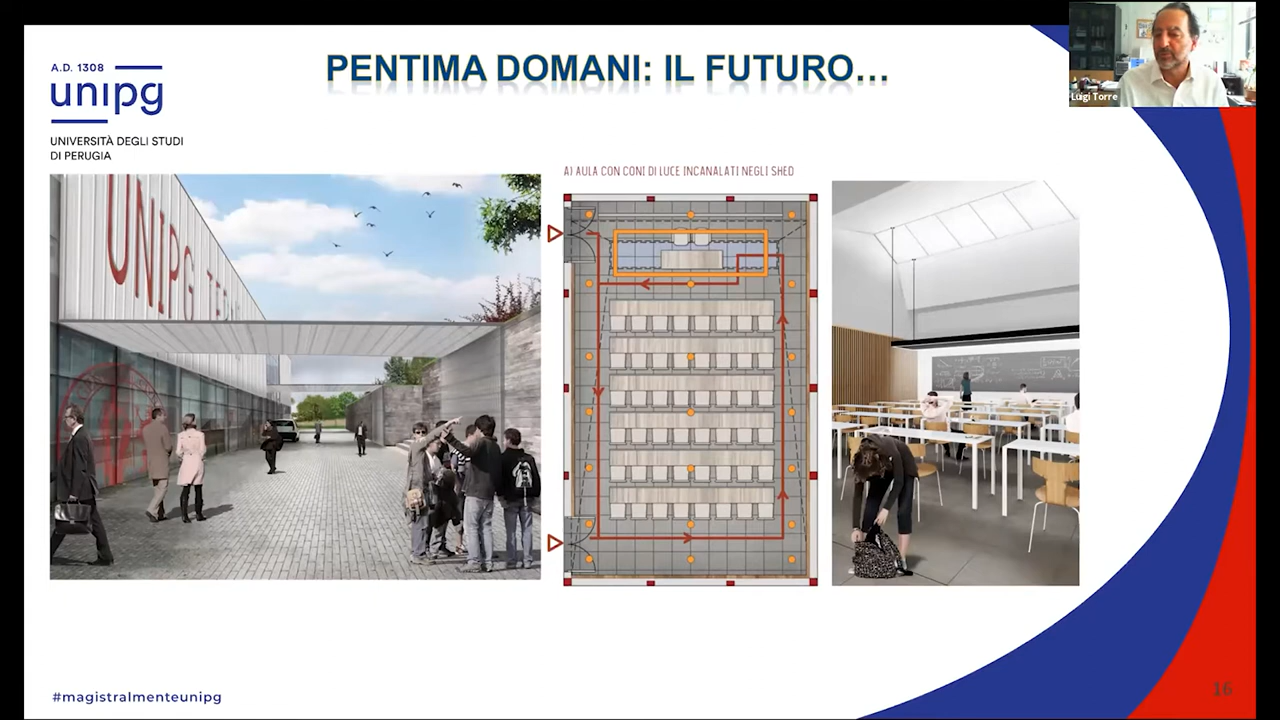 PENTIMA DOMANI: IL FUTURO...
Luigi Torre
A.D. 1308
unipg
UNIVERSITÀ DEGLI STUDI
DI PERUGIA
A) AULA CON CONI DI LUCE INCANALATI NEGLI SHED
UNIPG
#magistralmenteunipg
16